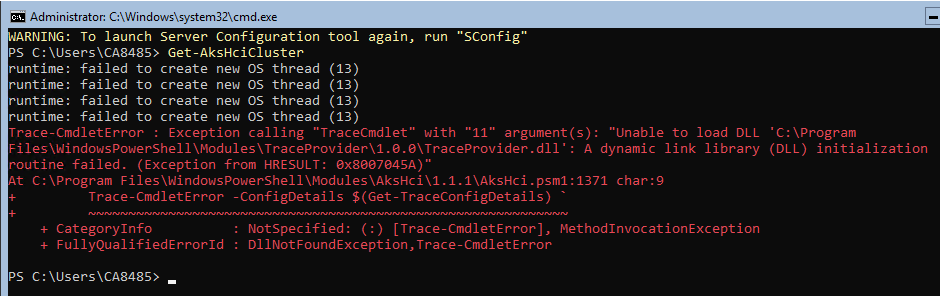 Administrator: C:\Windows\system32\cmd.exe
WARNING: To launch Server Configuration tool again, run "SConfig"
PS C:\Users\CA8485> Get-AksHciCluster
runtime: failed to create new OS thread (13)
runtime: failed to create new OS thread (13)
runtime: failed to create new OS thread (13)
runtime: failed to create new OS thread (13)
Trace-CmdletError : Exception calling "TraceCmdlet" with "11" argument(s): "Unable to load DLL 'C:\Program
Files\WindowsPowerShell\Modules\TraceProvider\1.0.0\TraceProvider.dll': A dynamic link library (DLL) initialization
routine failed. (Exception from HRESULT: 0x8007045A)"
At C:\Program Files\WindowsPowerShell\Modules\AksHci\1.1.1\AksHci.psm1:1371 char:9
+         Trace-CmdletError -ConfigDetails $(Get-TraceConfigDetails) `
+         ~~~~~~~~~~~~~~~~~~~~~~~~~~~~~~~~~~~~~~~~~~~~~~~~~~~~~~~~~~~~
    + CategoryInfo          : NotSpecified: (:) [Trace-CmdletError], MethodInvocationException
    + FullyQualifiedErrorId : DllNotFoundException,Trace-CmdletError
PS C:\Users\CA8485>